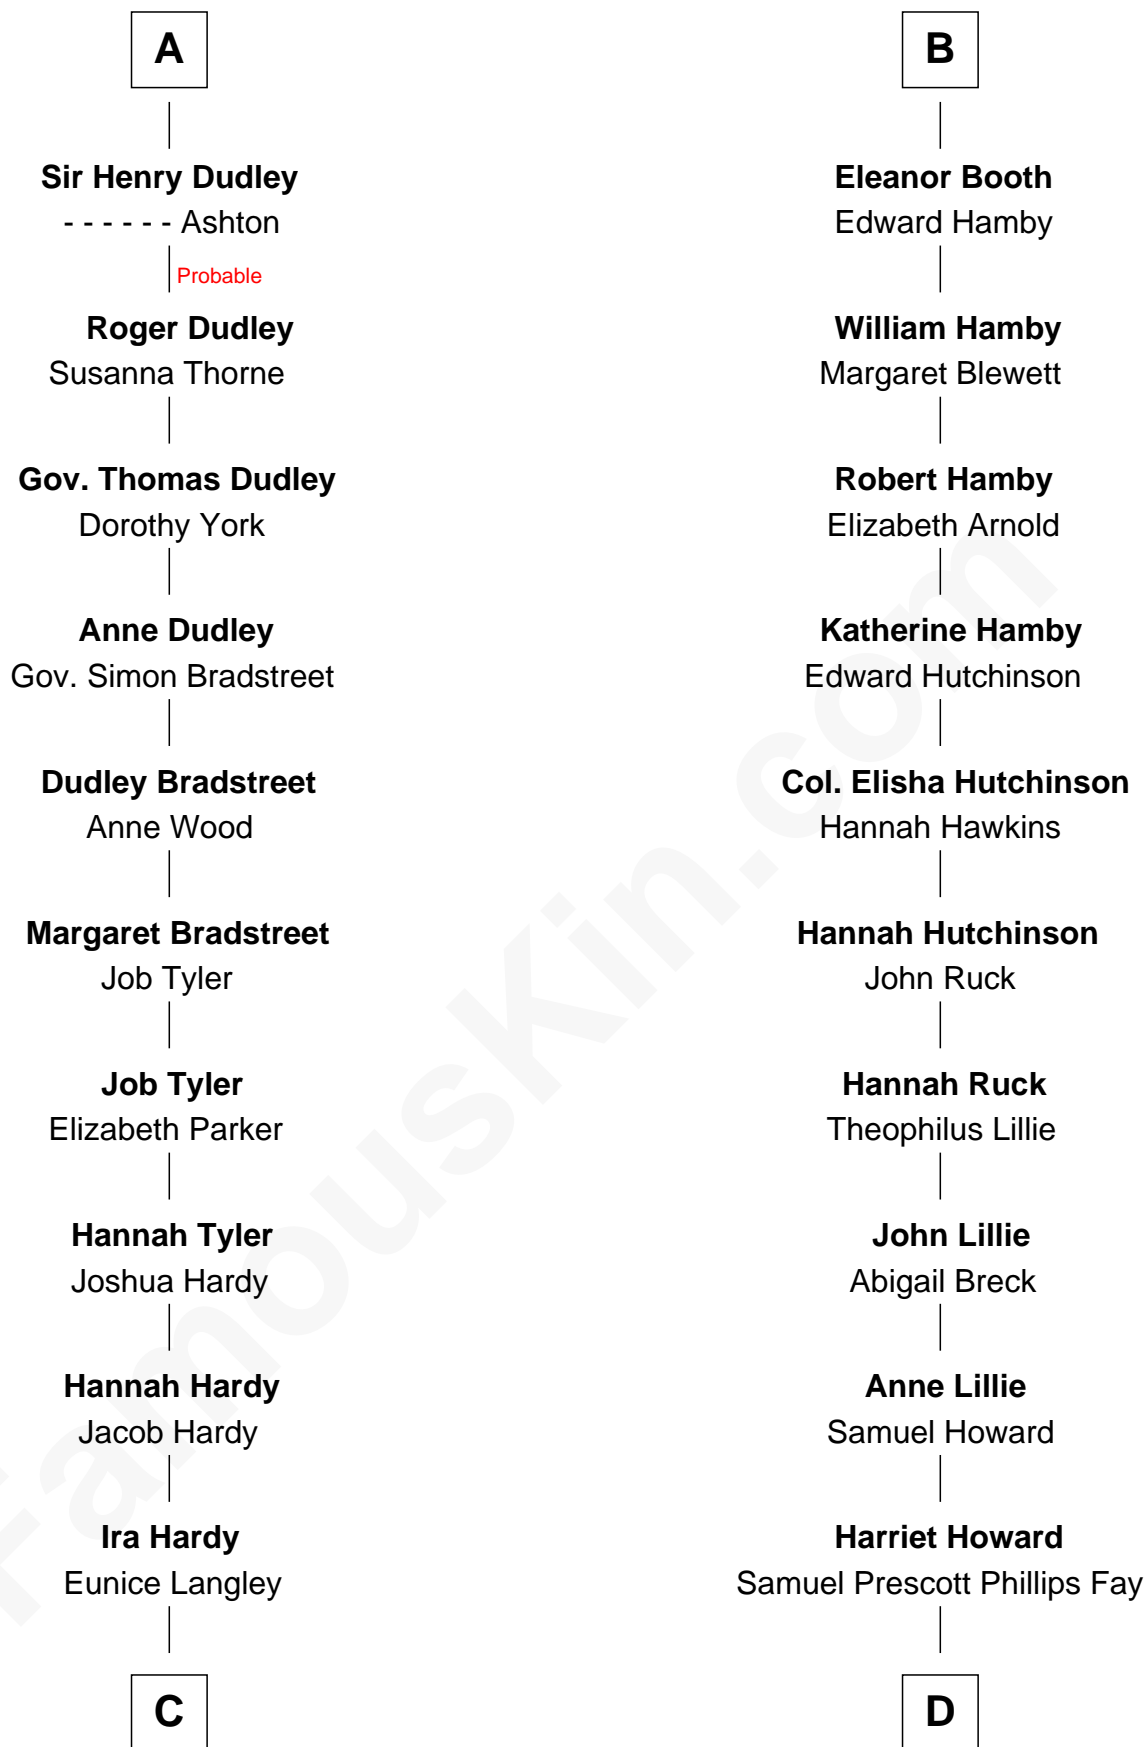 A
Sir Henry Dudley
- - - - - - Ashton
Probable
Roger Dudley
Susanna Thorne
Gov. Thomas Dudley
Dorothy York
Anne Dudley
Gov. Simon Bradstreet
Dudley Bradstreet
Anne Wood
Margaret Bradstreet
Job Tyler
Job Tyler
Elizabeth Parker
Hannah Tyler
Joshua Hardy
Hannah Hardy
Jacob Hardy
Ira Hardy
Eunice Langley
C
B
Eleanor Booth
Edward Hamby
William Hamby
Margaret Blewett
Robert Hamby
Elizabeth Arnold
Katherine Hamby
Edward Hutchinson
Col. Elisha Hutchinson
Hannah Hawkins
Hannah Hutchinson
John Ruck
Hannah Ruck
Theophilus Lillie
John Lillie
Abigail Breck
Anne Lillie
Samuel Howard
Harriet Howard
Samuel Prescott Phillips Fay
D
FamousKin.com